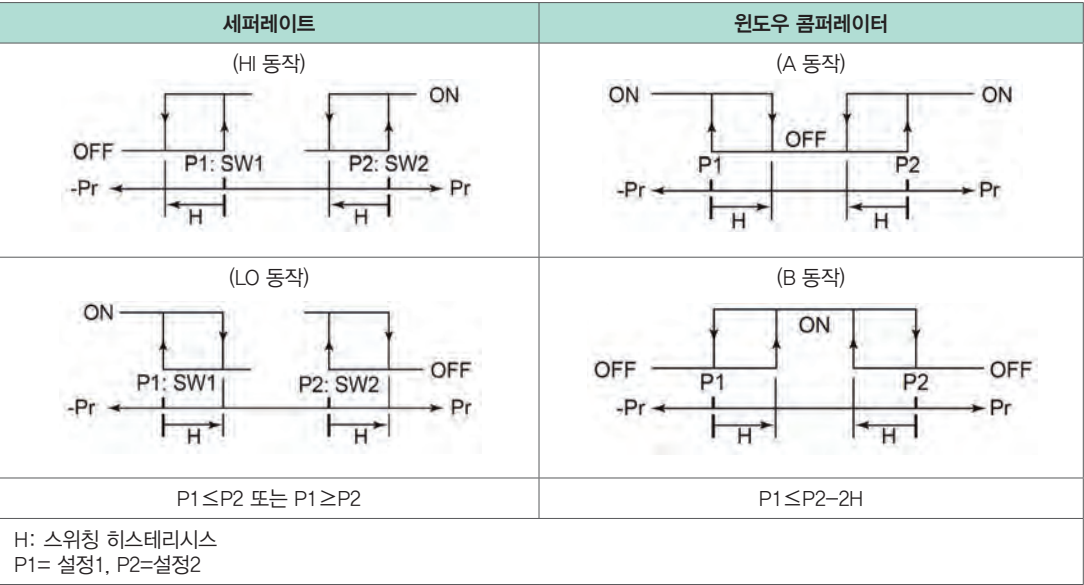 세퍼레이트
윈도우 콤퍼레이터
(HI 동작)
ON
OFF
P1: SW1
P2: SW2
-Pr
Pr
H
H
(A 동작)
ON
ON
OFF
P1
P2
-Pr
Pr
H
H
(LO 동작)
ON
P1: SW1
P2: SW2
OFF
-Pr
Pr
H
H
(B 동작)
ON
OFF
OFF
P1
P2
-Pr
Pr
H
H
P1≤P2 또는 P1≥P2
P1≤P2-2H
H: 스위칭 히스테리시스
P1= 설정1, P2=설정2